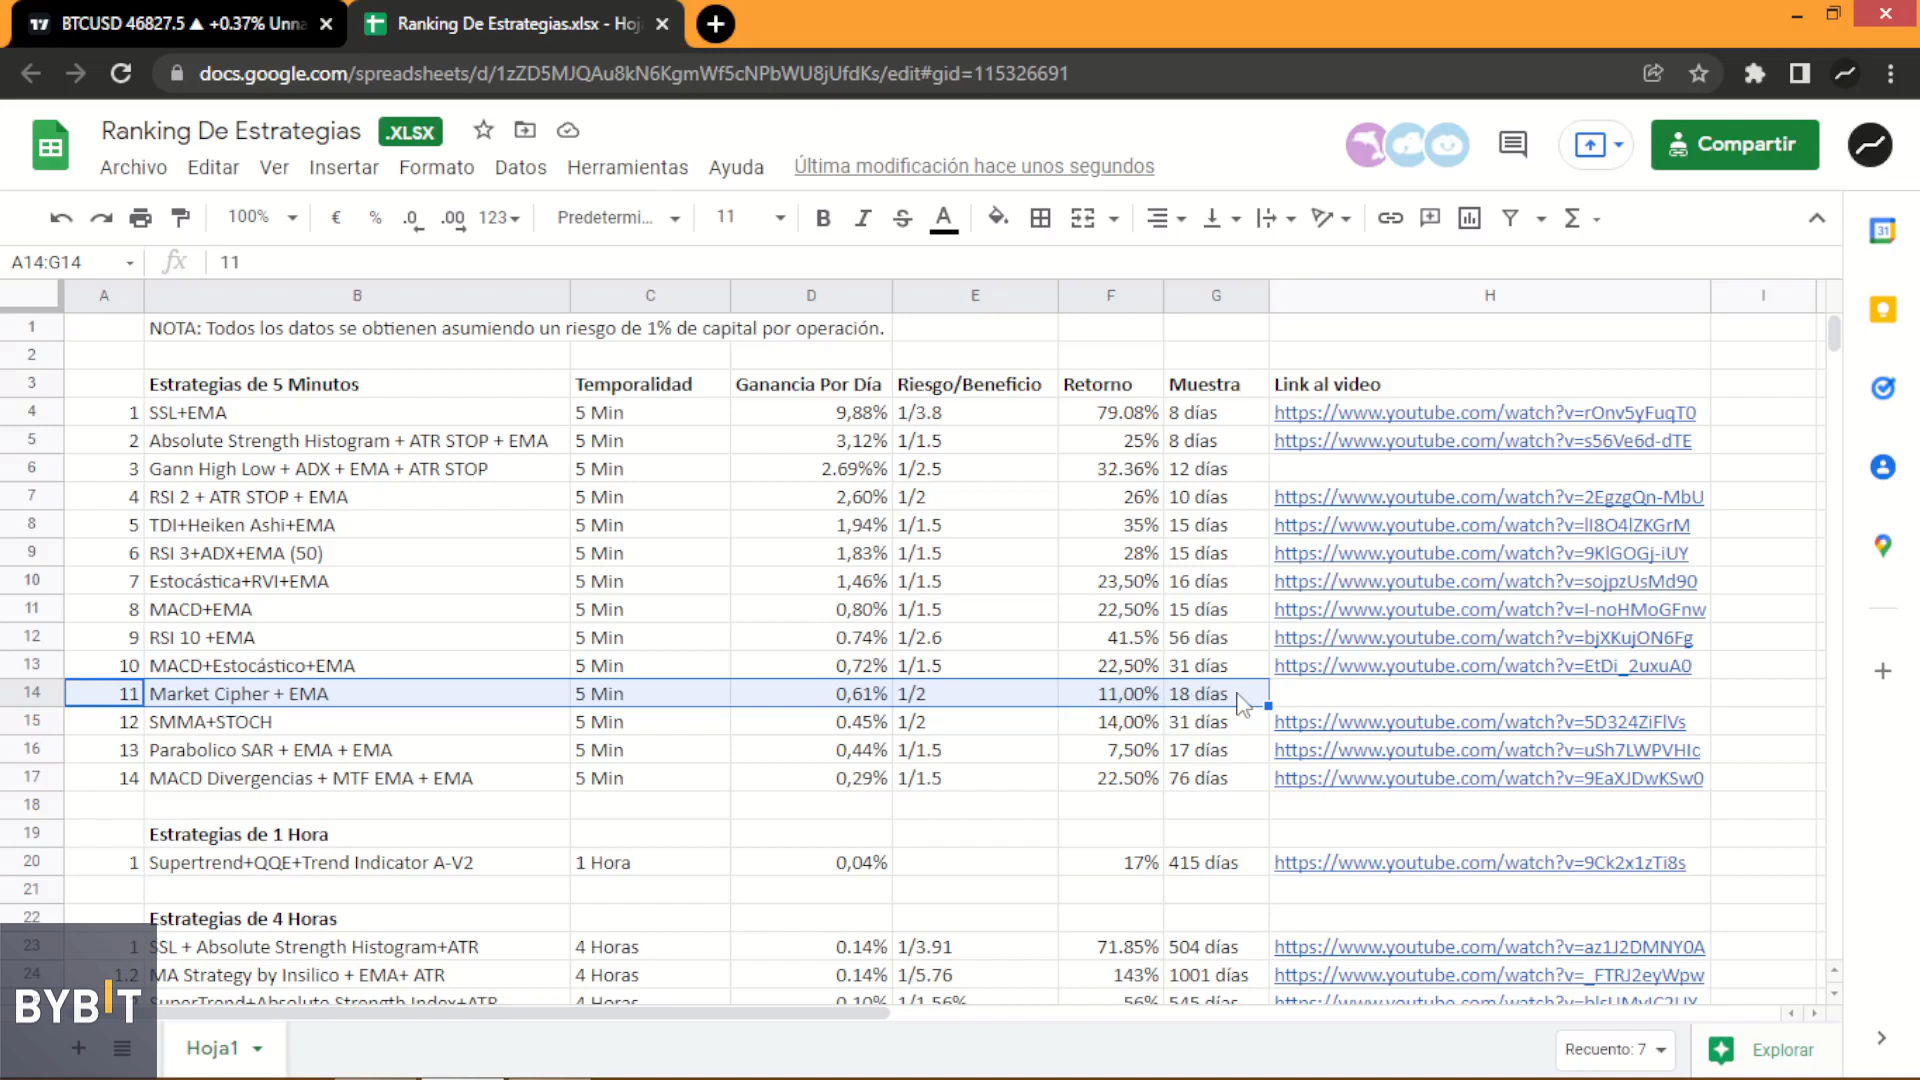 BTCUSD 46827.5 ▲ +0.37% Unna
Ranking De Estrategias.xlsx - Hoj
docs.google.com/spreadsheets/d/1zZD5MJQAu8kN6KgmWf5cNPbWU8jUfdKs/edit#gid=115326691
Ranking De Estrategias .XLSX
Archivo Editar Ver Insertar Formato Datos Herramientas Ayuda Última modificación hace unos segundos
Compartir
100% € % .0 .00 123 Predetermi... 11 B I S A
31
A14:G14 fx 11
A B C D E F G H I
1 NOTA: Todos los datos se obtienen asumiendo un riesgo de 1% de capital por operación.
2
3 Estrategias de 5 Minutos Temporalidad Ganancia Por Día Riesgo/Beneficio Retorno Muestra Link al video
4 1 SSL+EMA 5 Min 9,88% 1/3.8 79.08% 8 días https://www.youtube.com/watch?v=rOnv5yFuqT0
5 2 Absolute Strength Histogram + ATR STOP + EMA 5 Min 3,12% 1/1.5 25% 8 días https://www.youtube.com/watch?v=s56Ve6d-dTE
6 3 Gann High Low + ADX + EMA + ATR STOP 5 Min 2.69%% 1/2.5 32.36% 12 días
7 4 RSI 2 + ATR STOP + EMA 5 Min 2,60% 1/2 26% 10 días https://www.youtube.com/watch?v=2EgzgQn-MbU
8 5 TDI+Heiken Ashi+EMA 5 Min 1,94% 1/1.5 35% 15 días https://www.youtube.com/watch?v=lI8O4lZKGrM
9 6 RSI 3+ADX+EMA (50) 5 Min 1,83% 1/1.5 28% 15 días https://www.youtube.com/watch?v=9KlGOGj-iUY
10 7 Estocástica+RVI+EMA 5 Min 1,46% 1/1.5 23,50% 16 días https://www.youtube.com/watch?v=sojpzUsMd90
11 8 MACD+EMA 5 Min 0,80% 1/1.5 22,50% 15 días https://www.youtube.com/watch?v=I-noHMoGFnw
12 9 RSI 10 +EMA 5 Min 0.74% 1/2.6 41.5% 56 días https://www.youtube.com/watch?v=bjXKujON6Fg
13 10 MACD+Estocástico+EMA 5 Min 0,72% 1/1.5 22,50% 31 días https://www.youtube.com/watch?v=EtDi_2uxuA0
14 11 Market Cipher + EMA 5 Min 0,61% 1/2 11,00% 18 días
15 12 SMMA+STOCH 5 Min 0.45% 1/2 14,00% 31 días https://www.youtube.com/watch?v=5D324ZiFlVs
16 13 Parabolico SAR + EMA + EMA 5 Min 0,44% 1/1.5 7,50% 17 días https://www.youtube.com/watch?v=uSh7LWPVHIc
17 14 MACD Divergencias + MTF EMA + EMA 5 Min 0,29% 1/1.5 22.50% 76 días https://www.youtube.com/watch?v=9EaXJDwKSw0
18
19 Estrategias de 1 Hora
20 1 Supertrend+QQE+Trend Indicator A-V2 1 Hora 0,04% 17% 415 días https://www.youtube.com/watch?v=9Ck2x1zTi8s
21
22 Estrategias de 4 Horas
23 1 SSL + Absolute Strength Histogram+ATR 4 Horas 0.14% 1/3.91 71.85% 504 días https://www.youtube.com/watch?v=az1J2DMNY0A
24 1.2 MA Strategy by Insilico + EMA+ ATR 4 Horas 0.14% 1/5.76 143% 1001 días https://www.youtube.com/watch?v=_FTRJ2eyWpw
SuperTrend+Absolute Strength Index+ATR 4 Horas 0.10% 1/1.56% 56% 545 días
BYBIT
Hoja1
Recuento: 7
Explorar